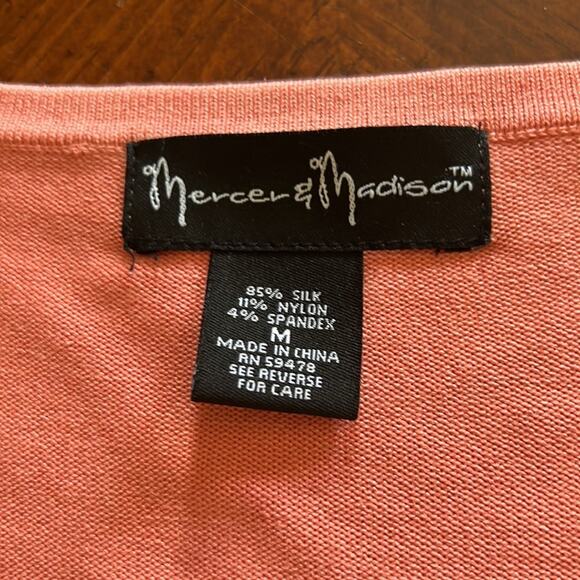 Mercer & Madison™
85% SILK
11% NYLON
4% SPANDEX
M
MADE IN CHINA
RN 59478
SEE REVERSE
FOR CARE